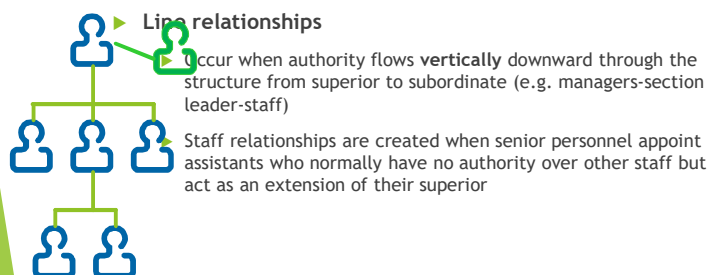 Line relationships
Occur when authority flows vertically downward through the
structure from superior to subordinate (e.g. managers-section
leader-staff)
Staff relationships are created when senior personnel appoint
assistants who normally have no authority over other staff but
act as an extension of their superior